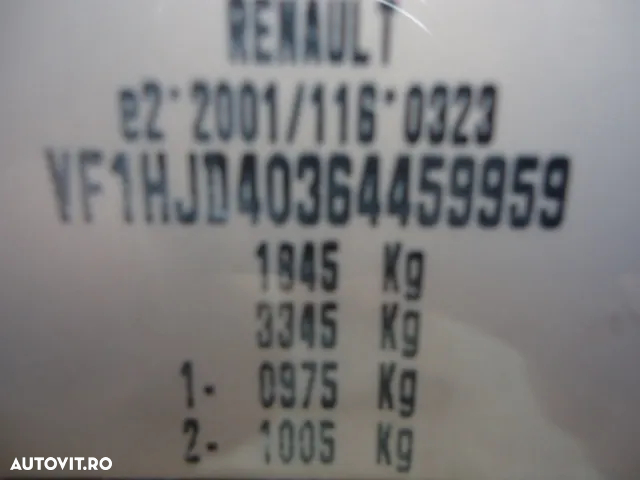 RENAULT
e2*2001/116*0323
VF1HJD40364459959
1845 Kg
3345 Kg
1- 0975 Kg
2- 1005 Kg
AUTOVIT.RO